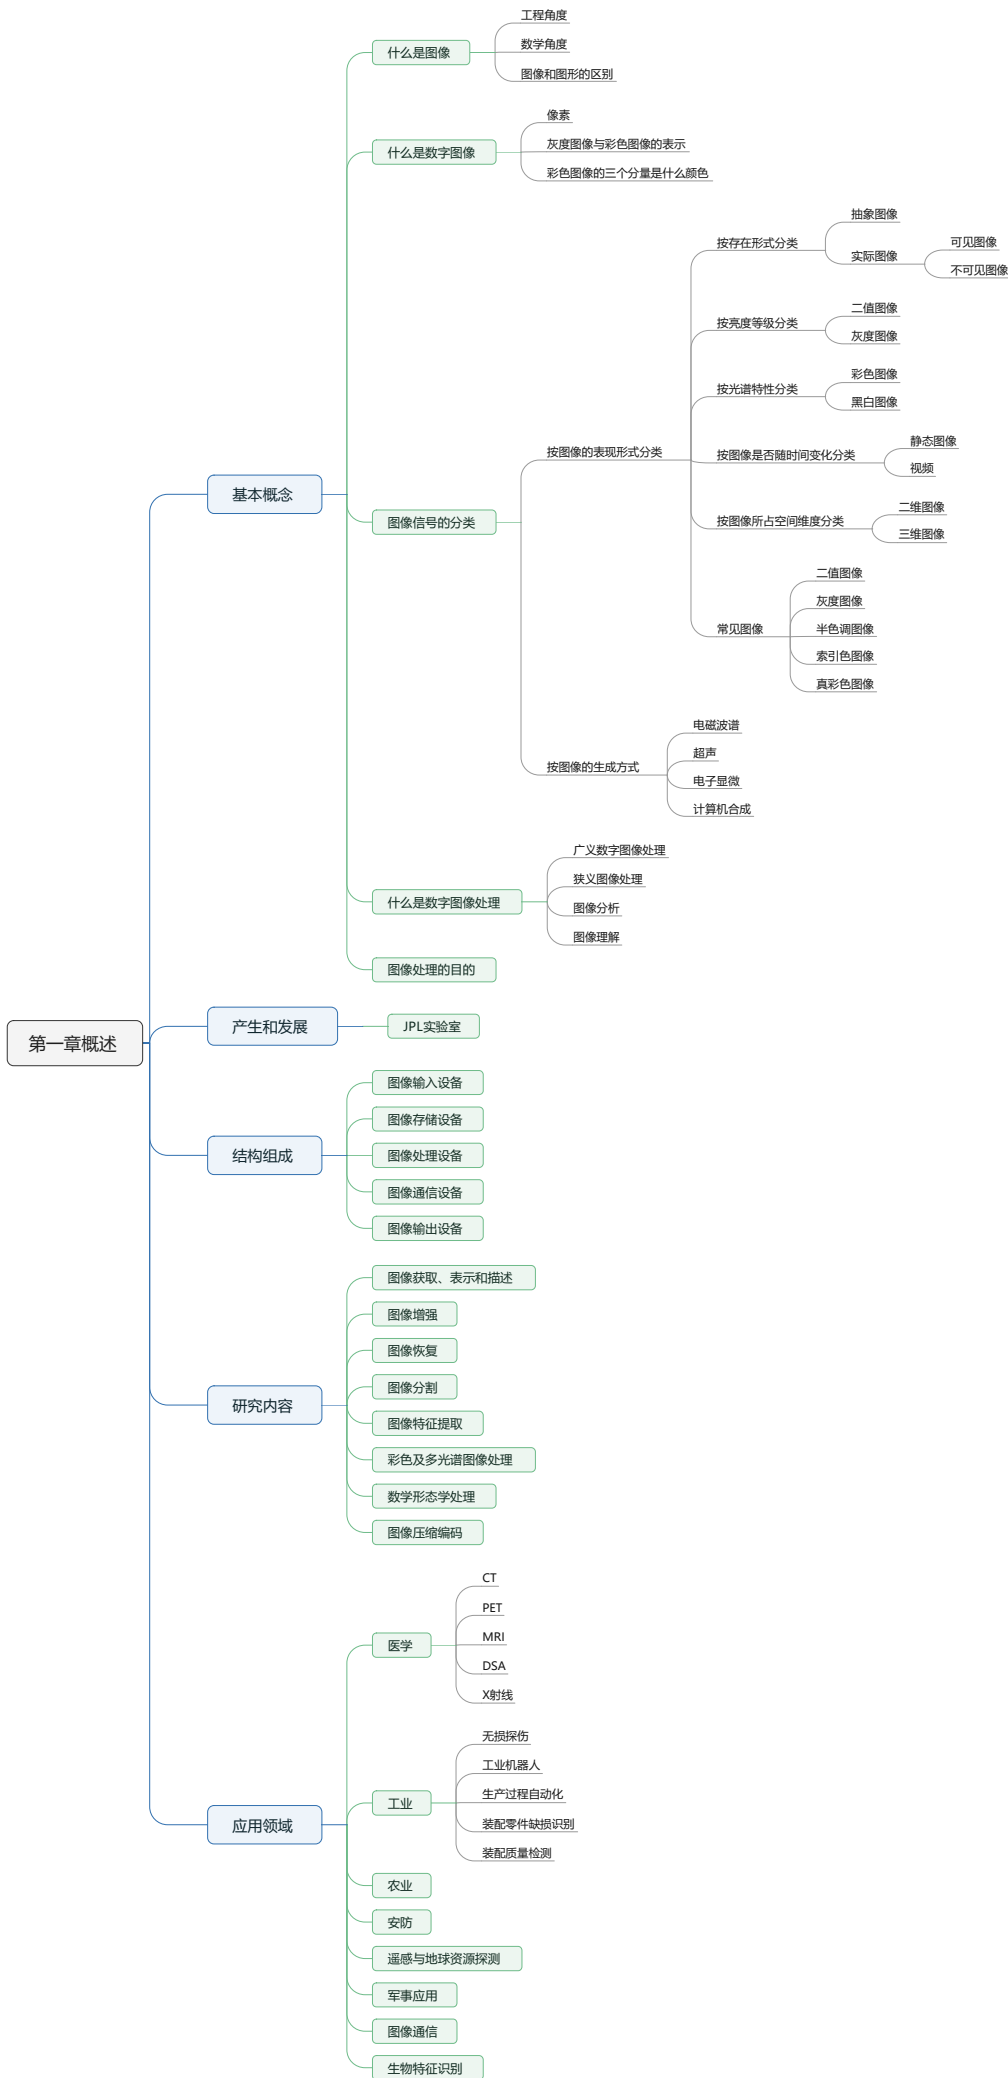 第一章概述
基本概念
什么是图像
工程角度
数学角度
图像和图形的区别
什么是数字图像
像素
灰度图像与彩色图像的表示
彩色图像的三个分量是什么颜色
图像信号的分类
按图像的表现形式分类
按存在形式分类
抽象图像
实际图像
可见图像
不可见图像
按亮度等级分类
二值图像
灰度图像
按光谱特性分类
彩色图像
黑白图像
按图像是否随时间变化分类
静态图像
视频
按图像所占空间维度分类
二维图像
三维图像
常见图像
二值图像
灰度图像
半色调图像
索引色图像
真彩色图像
按图像的生成方式
电磁波谱
超声
电子显微
计算机合成
什么是数字图像处理
广义数字图像处理
狭义图像处理
图像分析
图像理解
图像处理的目的
产生和发展
JPL实验室
结构组成
图像输入设备
图像存储设备
图像处理设备
图像通信设备
图像输出设备
研究内容
图像获取、表示和描述
图像增强
图像恢复
图像分割
图像特征提取
彩色及多光谱图像处理
数学形态学处理
图像压缩编码
应用领域
医学
CT
PET
MRI
DSA
X射线
工业
无损探伤
工业机器人
生产过程自动化
装配零件缺损识别
装配质量检测
农业
安防
遥感与地球资源探测
军事应用
图像通信
生物特征识别